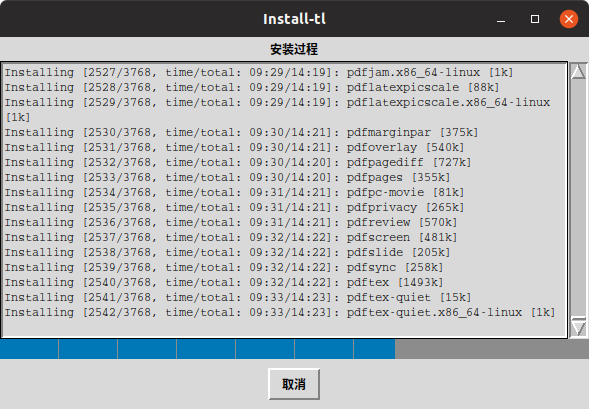 Install-tl
安装过程
Installing [2527/3768, time/total: 09:29/14:19]: pdfjam.x86_64-linux [1k]
Installing [2528/3768, time/total: 09:29/14:19]: pdflatexpicscale [88k]
Installing [2529/3768, time/total: 09:29/14:19]: pdflatexpicscale.x86_64-linux
[1k]
Installing [2530/3768, time/total: 09:30/14:21]: pdfmarginpar [375k]
Installing [2531/3768, time/total: 09:30/14:21]: pdfoverlay [540k]
Installing [2532/3768, time/total: 09:30/14:20]: pdfpagediff [727k]
Installing [2533/3768, time/total: 09:30/14:20]: pdfpages [355k]
Installing [2534/3768, time/total: 09:31/14:21]: pdfpc-movie [81k]
Installing [2535/3768, time/total: 09:31/14:21]: pdfprivacy [265k]
Installing [2536/3768, time/total: 09:31/14:21]: pdfreview [570k]
Installing [2537/3768, time/total: 09:32/14:22]: pdfscreen [481k]
Installing [2538/3768, time/total: 09:32/14:22]: pdfslide [205k]
Installing [2539/3768, time/total: 09:32/14:22]: pdfsync [258k]
Installing [2540/3768, time/total: 09:32/14:22]: pdftex [1493k]
Installing [2541/3768, time/total: 09:33/14:23]: pdftex-quiet [15k]
Installing [2542/3768, time/total: 09:33/14:23]: pdftex-quiet.x86_64-linux [1k]
取消